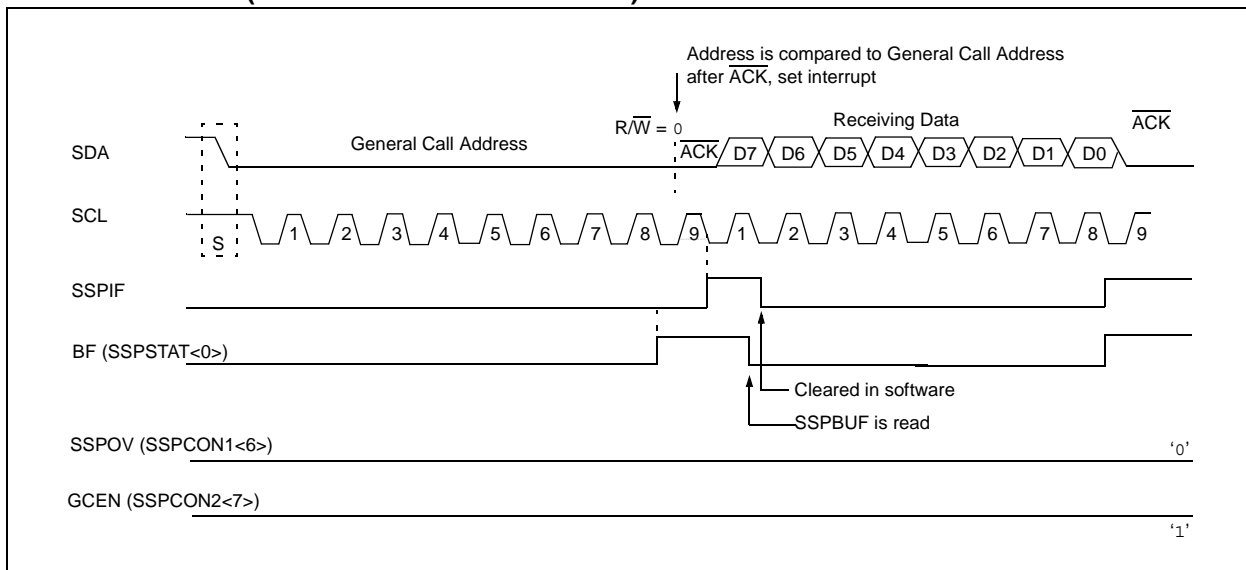 Address is compared to General Call Address
after ACK, set interrupt
R/W = 0
Receiving Data
ACK
SDA
General Call Address
ACK D7 D6 D5 D4 D3 D2 D1 D0
SCL
S
1 2 3 4 5 6 7 8 9 1 2 3 4 5 6 7 8 9
SSPIF
BF (SSPSTAT<0>)
Cleared in software
SSPBUF is read
SSPOV (SSPCON1<6>)
‘0’
GCEN (SSPCON2<7>)
‘1’